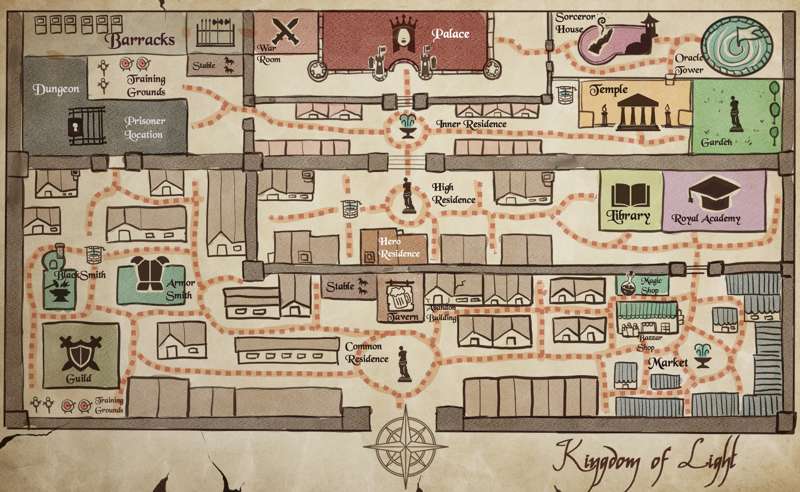 Barracks
War
Room
Palace
Sorceror
House
Oracle
Tower
Stable
Dungeon
Training
Grounds
Prisoner
Location
Inner Residence
Temple
Garden
High
Residence
Library
Royal Academy
Hero
Residence
BlackSmith
Armor
Smith
Stable
Tavern
Building
Magic
Shop
Bazzar
Shop
Common
Residence
Market
Guild
Training
Grounds
Kingdom of Light